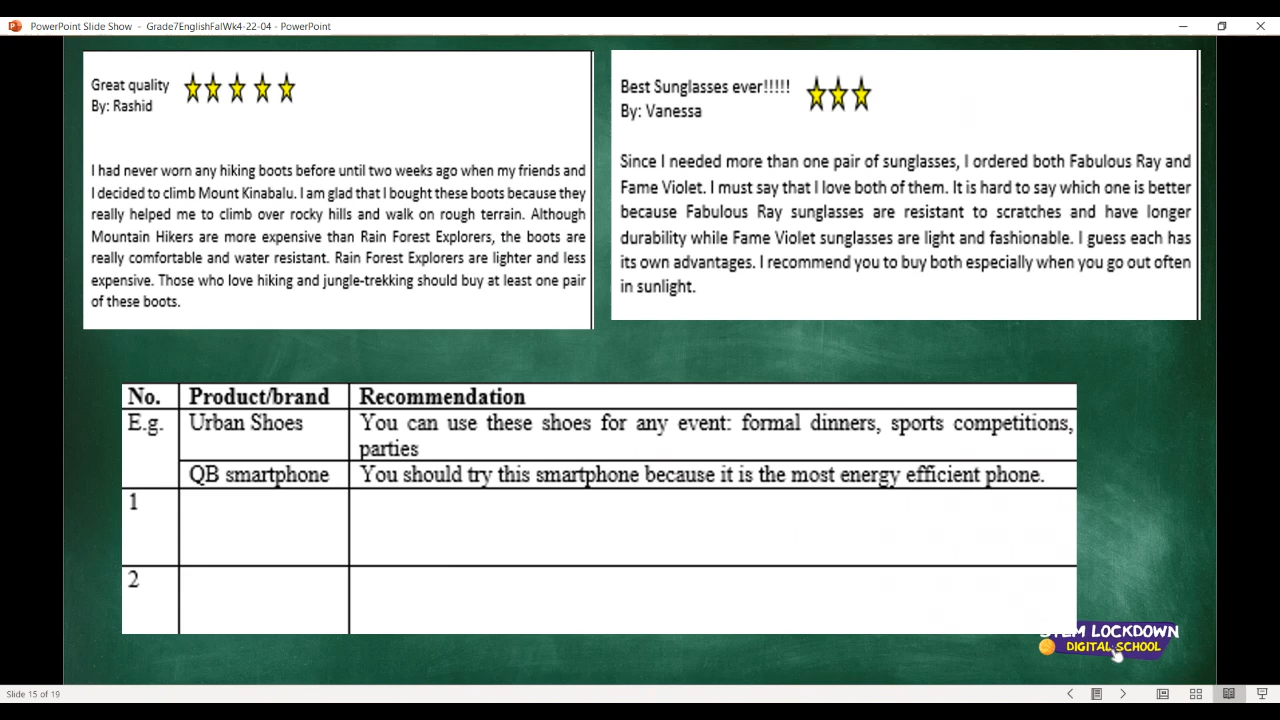 PowerPoint Slide Show - Grade7EnglishFalWk4-22-04 - PowerPoint
Great quality
By: Rashid
I had never worn any hiking boots before until two weeks ago when my friends and
I decided to climb Mount Kinabalu. I am glad that I bought these boots because they
really helped me to climb over rocky hills and walk on rough terrain. Although
Mountain Hikers are more expensive than Rain Forest Explorers, the boots are
really comfortable and water resistant. Rain Forest Explorers are lighter and less
expensive. Those who love hiking and jungle-trekking should buy at least one pair
of these boots.
Best Sunglasses ever!!!!!
By: Vanessa
Since I needed more than one pair of sunglasses, I ordered both Fabulous Ray and
Fame Violet. I must say that I love both of them. It is hard to say which one is better
because Fabulous Ray sunglasses are resistant to scratches and have longer
durability while Fame Violet sunglasses are light and fashionable. I guess each has
its own advantages. I recommend you to buy both especially when you go out often
in sunlight.
No. Product/brand Recommendation
E.g. Urban Shoes You can use these shoes for any event: formal dinners, sports competitions,
parties
QB smartphone You should try this smartphone because it is the most energy efficient phone.
1
2
STEM LOCKDOWN
DIGITAL SCHOOL
Slide 15 of 19